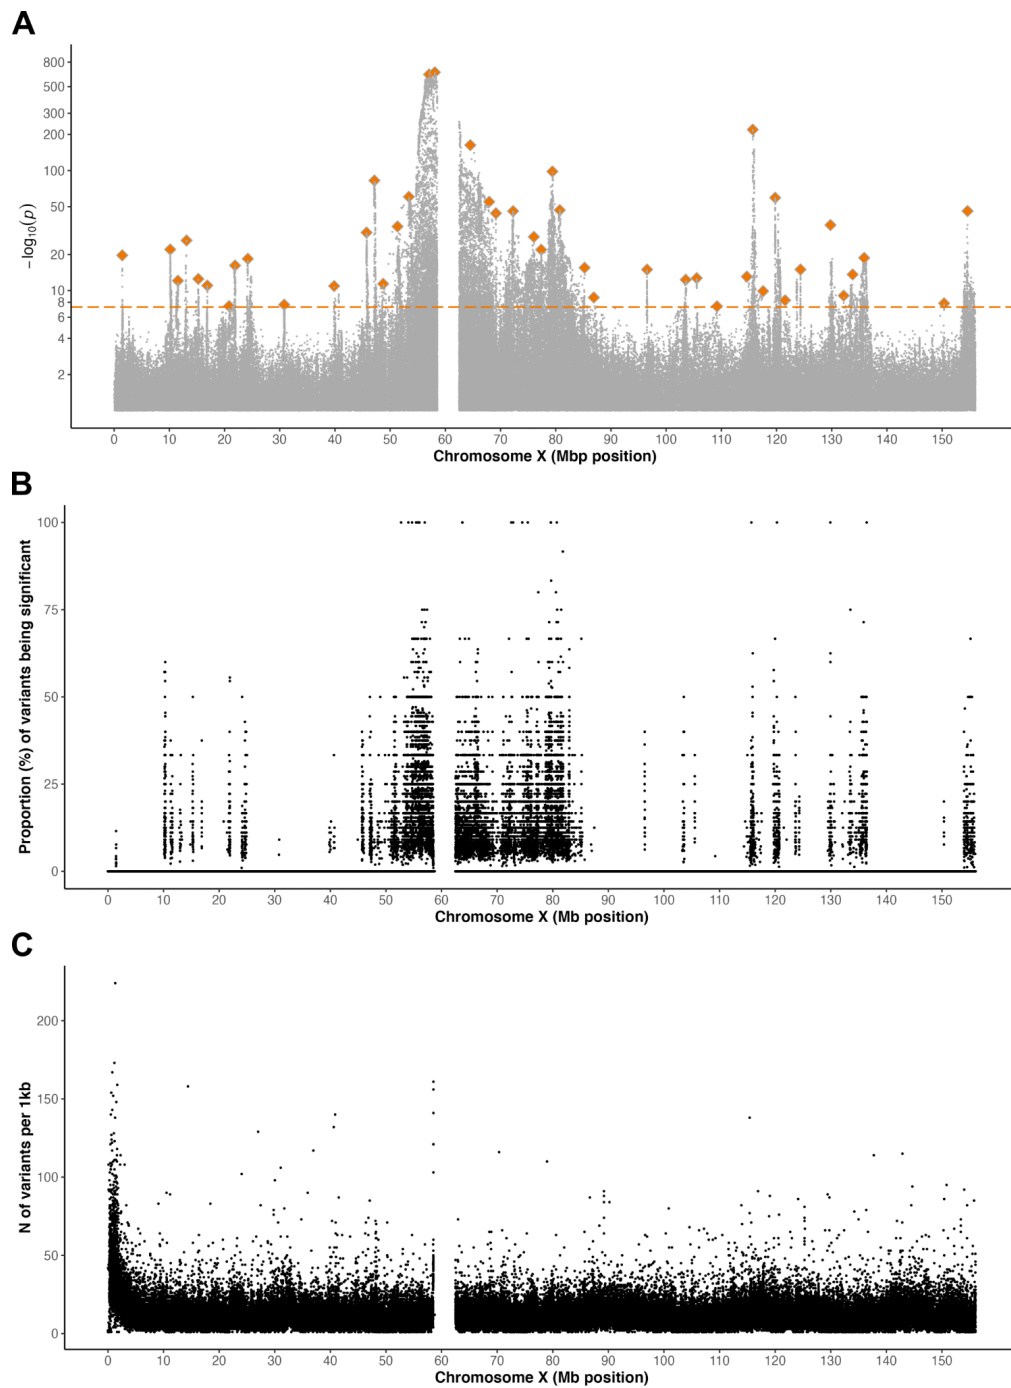 A
800
500
300
200
100
50
20
10
8
6
4
2
−log10(p)
0 10 20 30 40 50 60 70 80 90 100 110 120 130 140 150
Chromosome X (Mbp position)
B
100
75
50
25
0
Proportion (%) of variants being significant
0 10 20 30 40 50 60 70 80 90 100 110 120 130 140 150
Chromosome X (Mb position)
C
200
150
100
50
0
N of variants per 1kb
0 10 20 30 40 50 60 70 80 90 100 110 120 130 140 150
Chromosome X (Mb position)